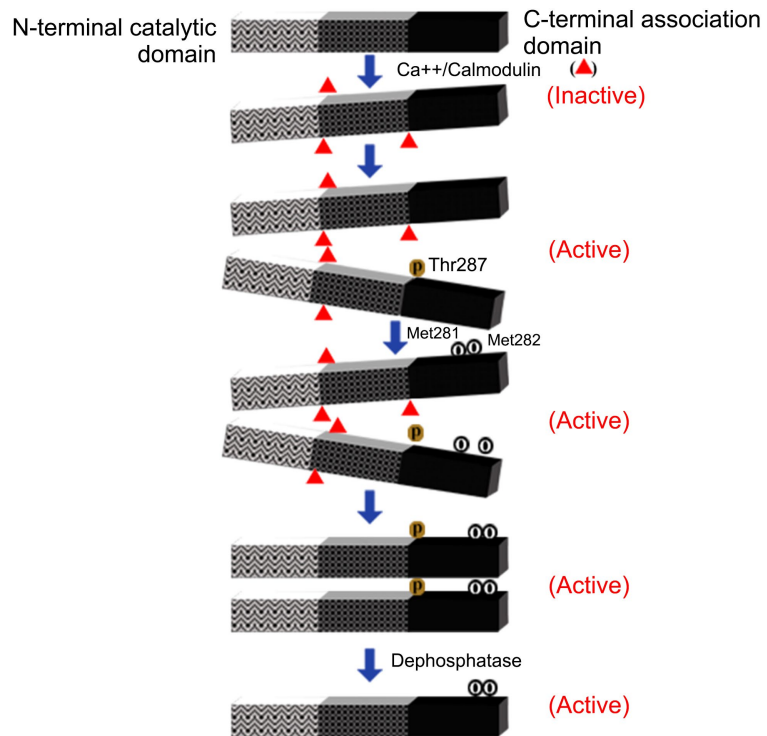 N-terminal catalytic
domain
C-terminal association
domain
Ca++/Calmodulin
(▲)
(Inactive)
(Active)
p Thr287
Met281
Met282
(Active)
p
p
(Active)
p
Dephosphatase
(Active)